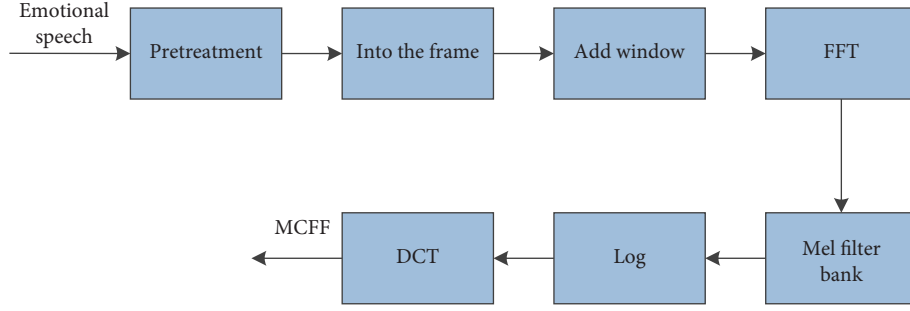 Emotional
speech
Pretreatment
Into the frame
Add window
FFT
MCFF
DCT
Log
Mel filter
bank